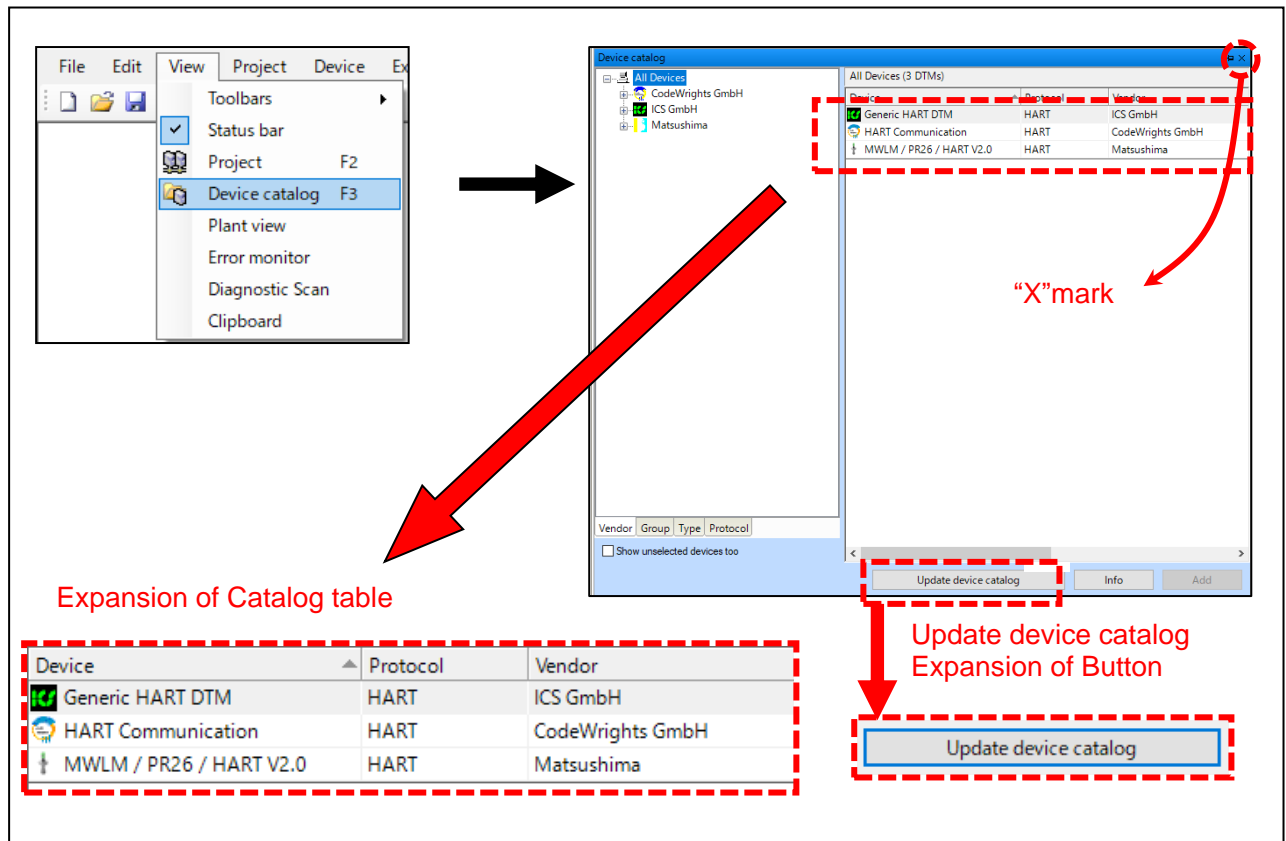 File Edit View Project Device Ex
Toolbars
Status bar
Project F2
Device catalog F3
Plant view
Error monitor
Diagnostic Scan
Clipboard
Device catalog
All Devices
CodeWrights GmbH
ICS GmbH
Matsushima
All Devices (3 DTMs)
Device Protocol Vendor
Generic HART DTM HART ICS GmbH
HART Communication HART CodeWrights GmbH
MWLM / PR26 / HART V2.0 HART Matsushima
“X”mark
Vendor Group Type Protocol
Show unselected devices too
Update device catalog Info Add
Expansion of Catalog table
Device Protocol Vendor
Generic HART DTM HART ICS GmbH
HART Communication HART CodeWrights GmbH
MWLM / PR26 / HART V2.0 HART Matsushima
Update device catalog
Expansion of Button
Update device catalog